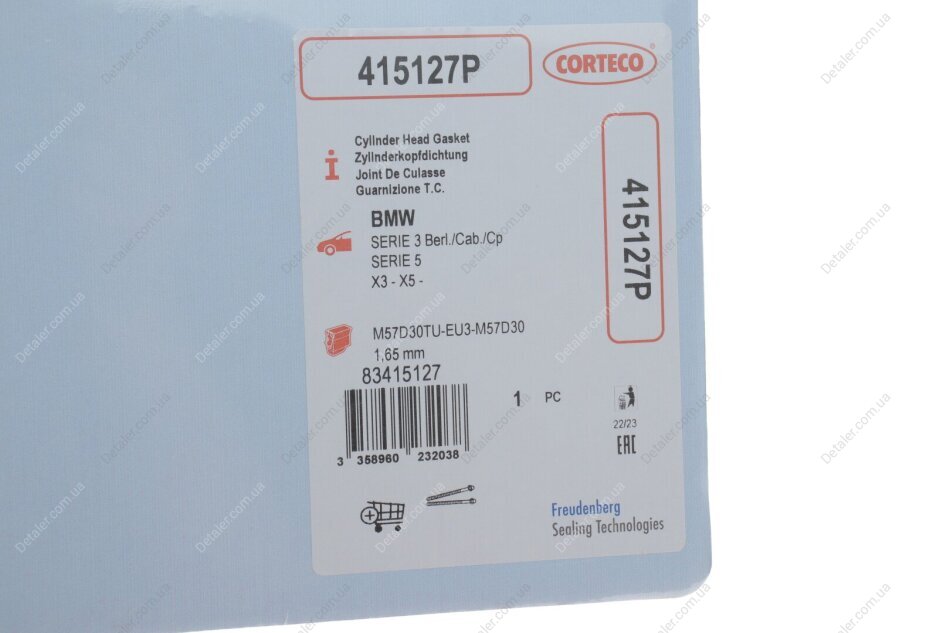 415127P
CORTECO
Cylinder Head Gasket
Zylinderkopfdichtung
Joint De Culasse
Guarnizione T.C.
BMW
SERIE 3 Berl./Cab./Cp
SERIE 5
X3 - X5 -
415127P
M57D30TU-EU3-M57D30
1,65 mm
83415127
1 PC
3 358960 232038
22/23
EAC
Freudenberg
Sealing Technologies
Detaler.com.ua